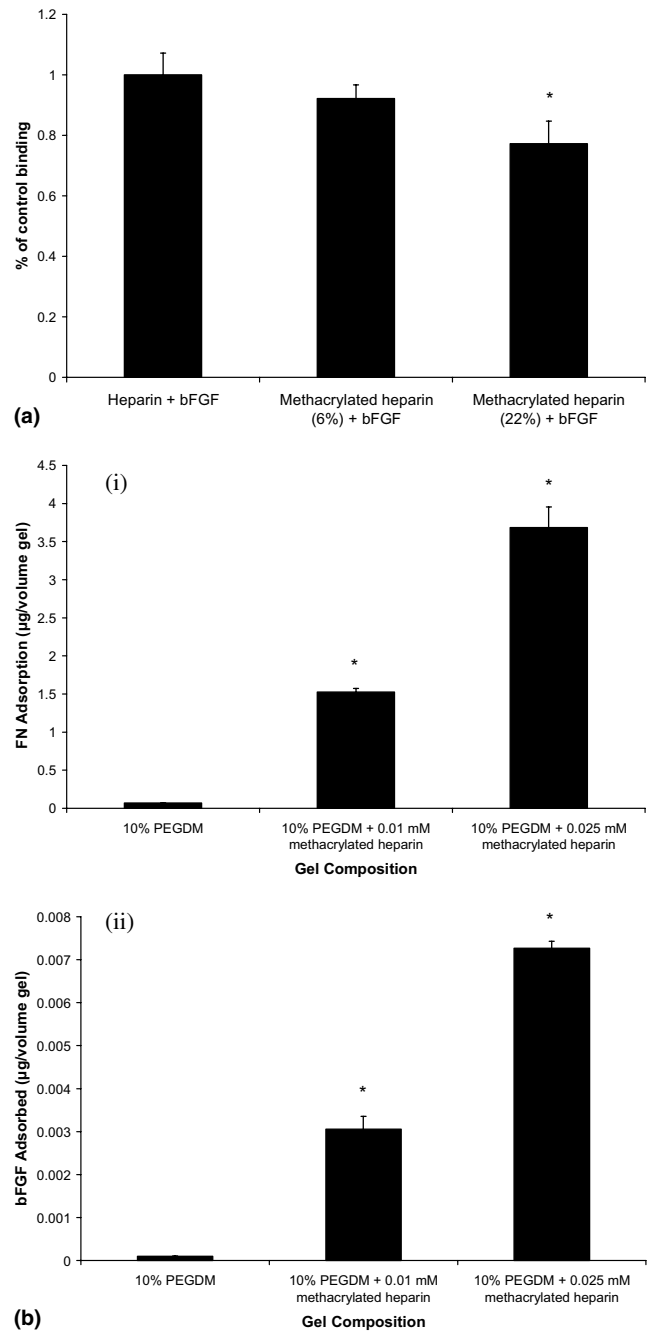 1.2
1
0.8
0.6
0.4
0.2
0
% of control binding
*
Heparin + bFGF
Methacrylated heparin
(6%) + bFGF
Methacrylated heparin
(22%) + bFGF
(a)
(i)
4.5
4
3.5
3
2.5
2
1.5
1
0.5
0
FN Adsorption (µg/volume gel)
*
*
10% PEGDM
10% PEGDM + 0.01 mM
methacrylated heparin
10% PEGDM + 0.025 mM
methacrylated heparin
Gel Composition
(ii)
0.008
0.007
0.006
0.005
0.004
0.003
0.002
0.001
0
bFGF Adsorbed (µg/volume gel)
*
*
10% PEGDM
10% PEGDM + 0.01 mM
methacrylated heparin
10% PEGDM + 0.025 mM
methacrylated heparin
(b)
Gel Composition